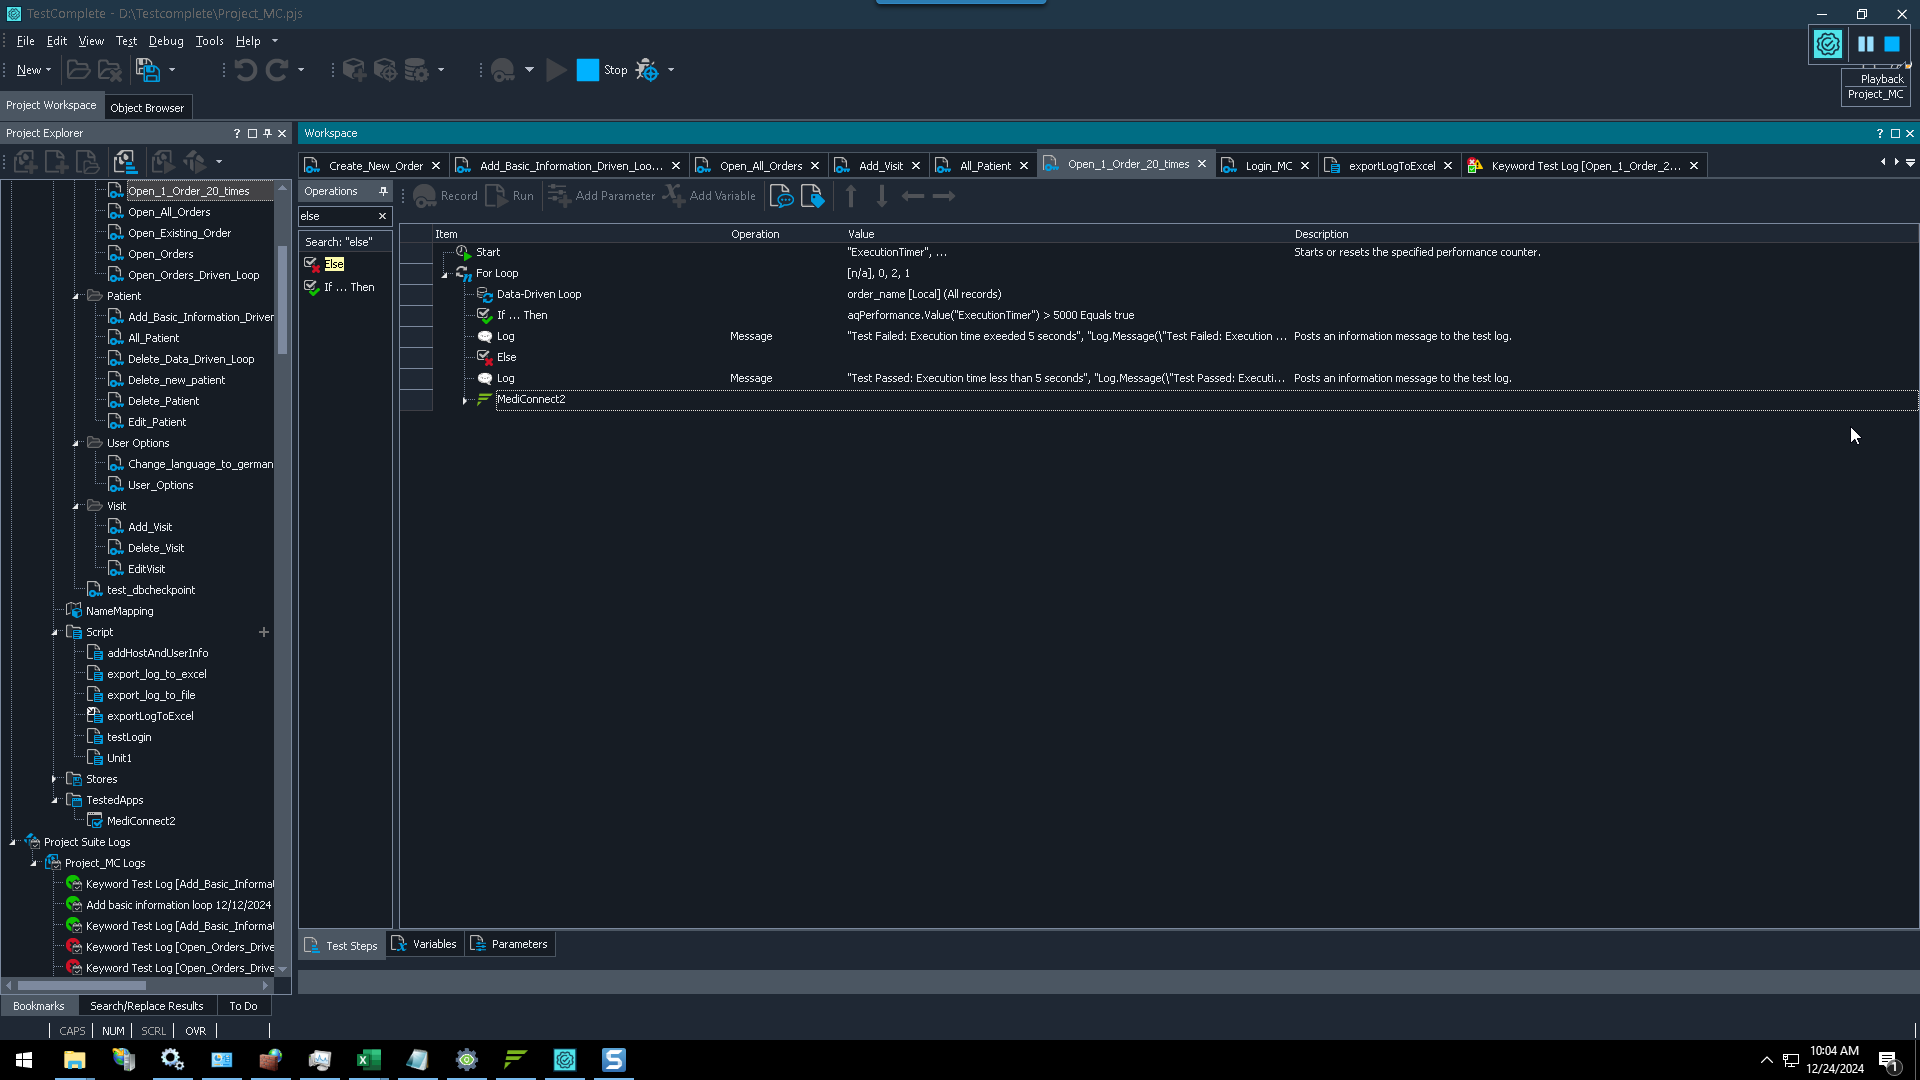 TestComplete - D:\Testcomplete\Project_MC.pjs
File Edit View Test Debug Tools Help
New
Stop
Playback
Project_MC
Project Workspace Object Browser
Project Explorer
Workspace
Create_New_Order Add_Basic_Information_Driven_Loo... Open_All_Orders Add_Visit All_Patient Open_1_Order_20_times Login_MC exportLogToExcel Keyword Test Log [Open_1_Order_2...
Operations
Record Run Add Parameter Add Variable
else
Search: "else"
Else
If ... Then
Item Operation Value Description
Start "ExecutionTimer", ... Starts or resets the specified performance counter.
For Loop [n/a], 0, 2, 1
Data-Driven Loop order_name [Local] (All records)
If ... Then aqPerformance.Value("ExecutionTimer") > 5000 Equals true
Log Message "Test Failed: Execution time exeeded 5 seconds", "Log.Message(\"Test Failed: Execution ... Posts an information message to the test log.
Else
Log Message "Test Passed: Execution time less than 5 seconds", "Log.Message(\"Test Passed: Executi... Posts an information message to the test log.
MediConnect2
Open_1_Order_20_times
Open_All_Orders
Open_Existing_Order
Open_Orders
Open_Orders_Driven_Loop
Patient
Add_Basic_Information_Driven
All_Patient
Delete_Data_Driven_Loop
Delete_new_patient
Delete_Patient
Edit_Patient
User Options
Change_language_to_german
User_Options
Visit
Add_Visit
Delete_Visit
EditVisit
test_dbcheckpoint
NameMapping
Script
addHostAndUserInfo
export_log_to_excel
export_log_to_file
exportLogToExcel
testLogin
Unit1
Stores
TestedApps
MediConnect2
Project Suite Logs
Project_MC Logs
Keyword Test Log [Add_Basic_Informat
Add basic information loop 12/12/2024
Keyword Test Log [Add_Basic_Informat
Keyword Test Log [Open_Orders_Drive
Keyword Test Log [Open_Orders_Drive
Test Steps Variables Parameters
Bookmarks Search/Replace Results To Do
CAPS NUM SCRL OVR
10:04 AM
12/24/2024
1